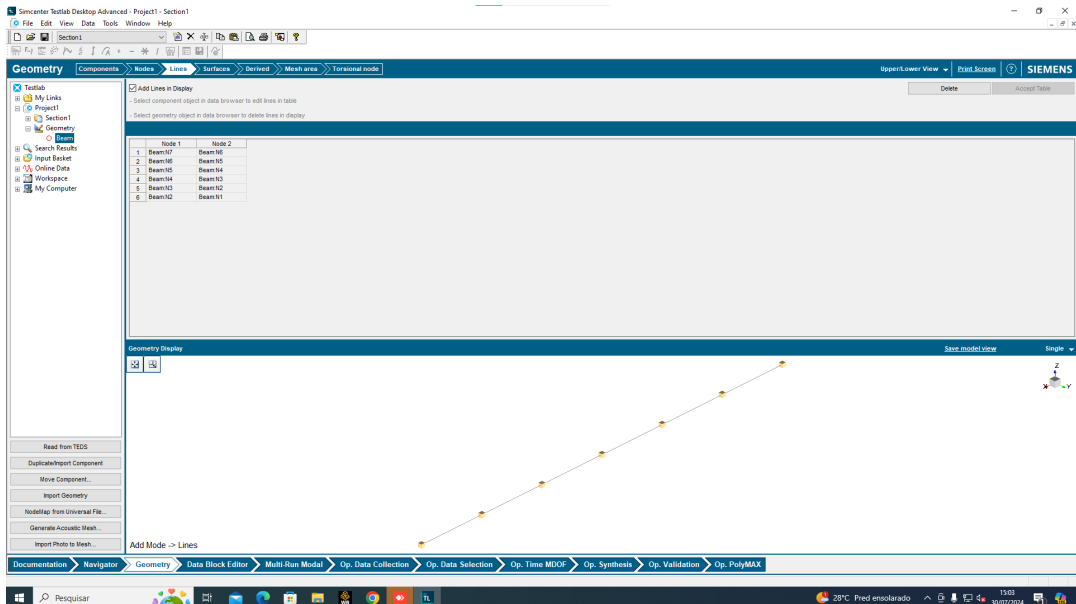 Simcenter Testlab Desktop Advanced - Project1 - Section1
File Edit View Data Tools Window Help
Section1
Geometry Components Nodes Lines Surfaces Derived Mesh area Torsional node Upper/Lower View Print Screen ? SIEMENS
Testlab
My Links
Project1
Section1
Geometry
Beam
Search Results
Input Basket
Online Data
Workspace
My Computer
Add Lines in Display
Delete Accept Table
- Select component object in data browser to edit lines in table
- Select geometry object in data browser to delete lines in display
Node 1 Node 2
1 Beam:N7 Beam:N6
2 Beam:N6 Beam:N5
3 Beam:N5 Beam:N4
4 Beam:N4 Beam:N3
5 Beam:N3 Beam:N2
6 Beam:N2 Beam:N1
Geometry Display Save model view Single
Z
X Y
Read from TEDS
Duplicate/Import Component
Move Component...
Import Geometry
NodeMap from Universal File...
Generate Acoustic Mesh...
Import Photo to Mesh...
Add Mode -> Lines
Documentation Navigator Geometry Data Block Editor Multi-Run Modal Op. Data Collection Op. Data Selection Op. Time MDOF Op. Synthesis Op. Validation Op. PolyMAX
Pesquisar
WN
TL
28°C Pred ensolarado
15:03
30/07/2024